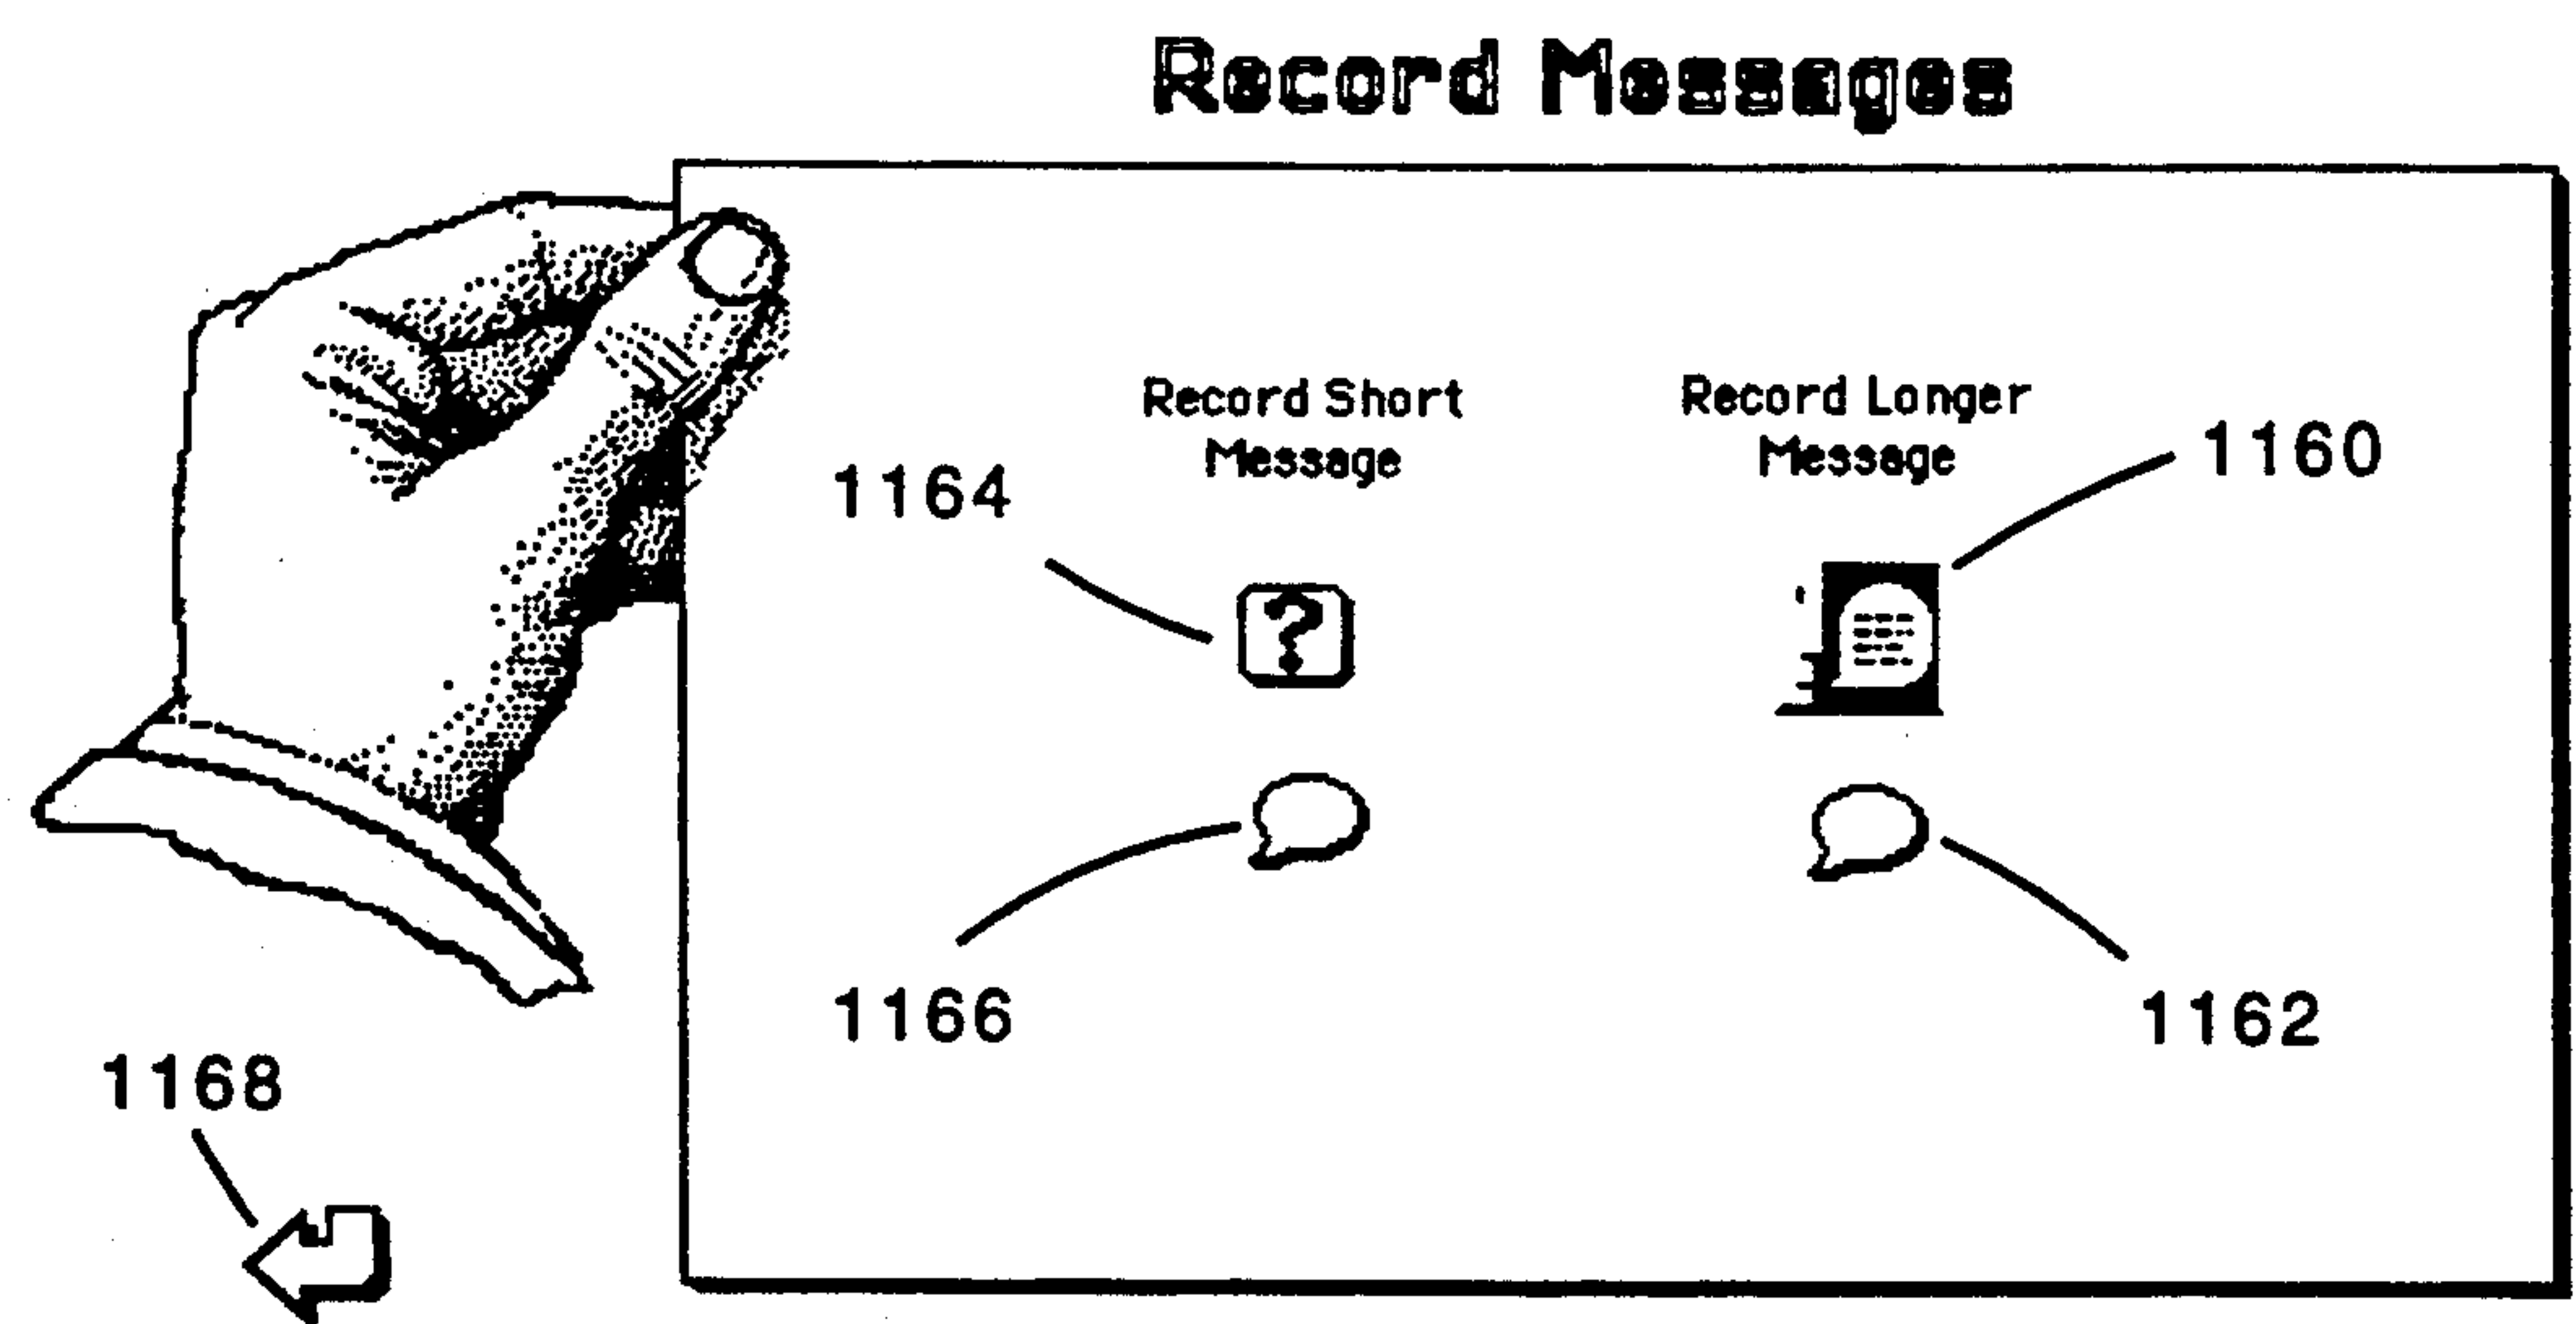 Record Messages
Record Short
Message
Record Longer
Message
1160
1164
?
1166
1162
1168